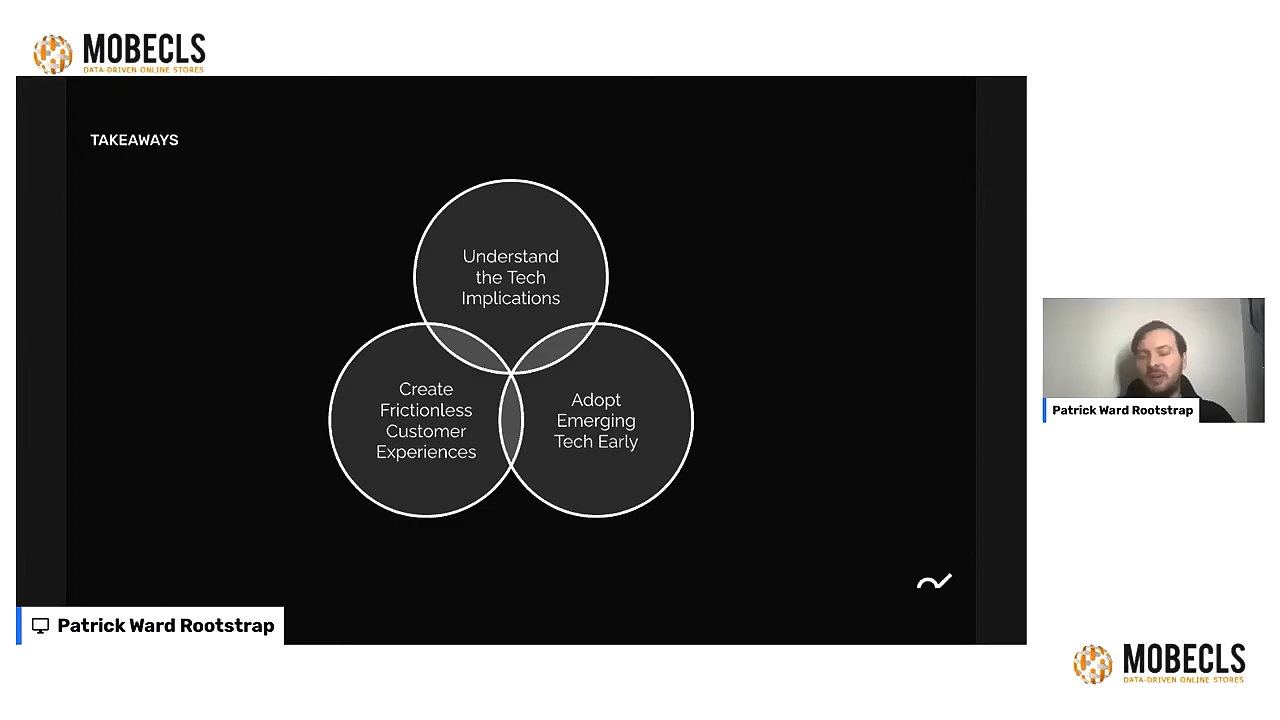 MOBECLS
DATA-DRIVEN ONLINE STORES
TAKEAWAYS
Understand
the Tech
Implications
Create
Frictionless
Customer
Experiences
Adopt
Emerging
Tech Early
Patrick Ward Rootstrap
Patrick Ward Rootstrap
MOBECLS
DATA-DRIVEN ONLINE STORES